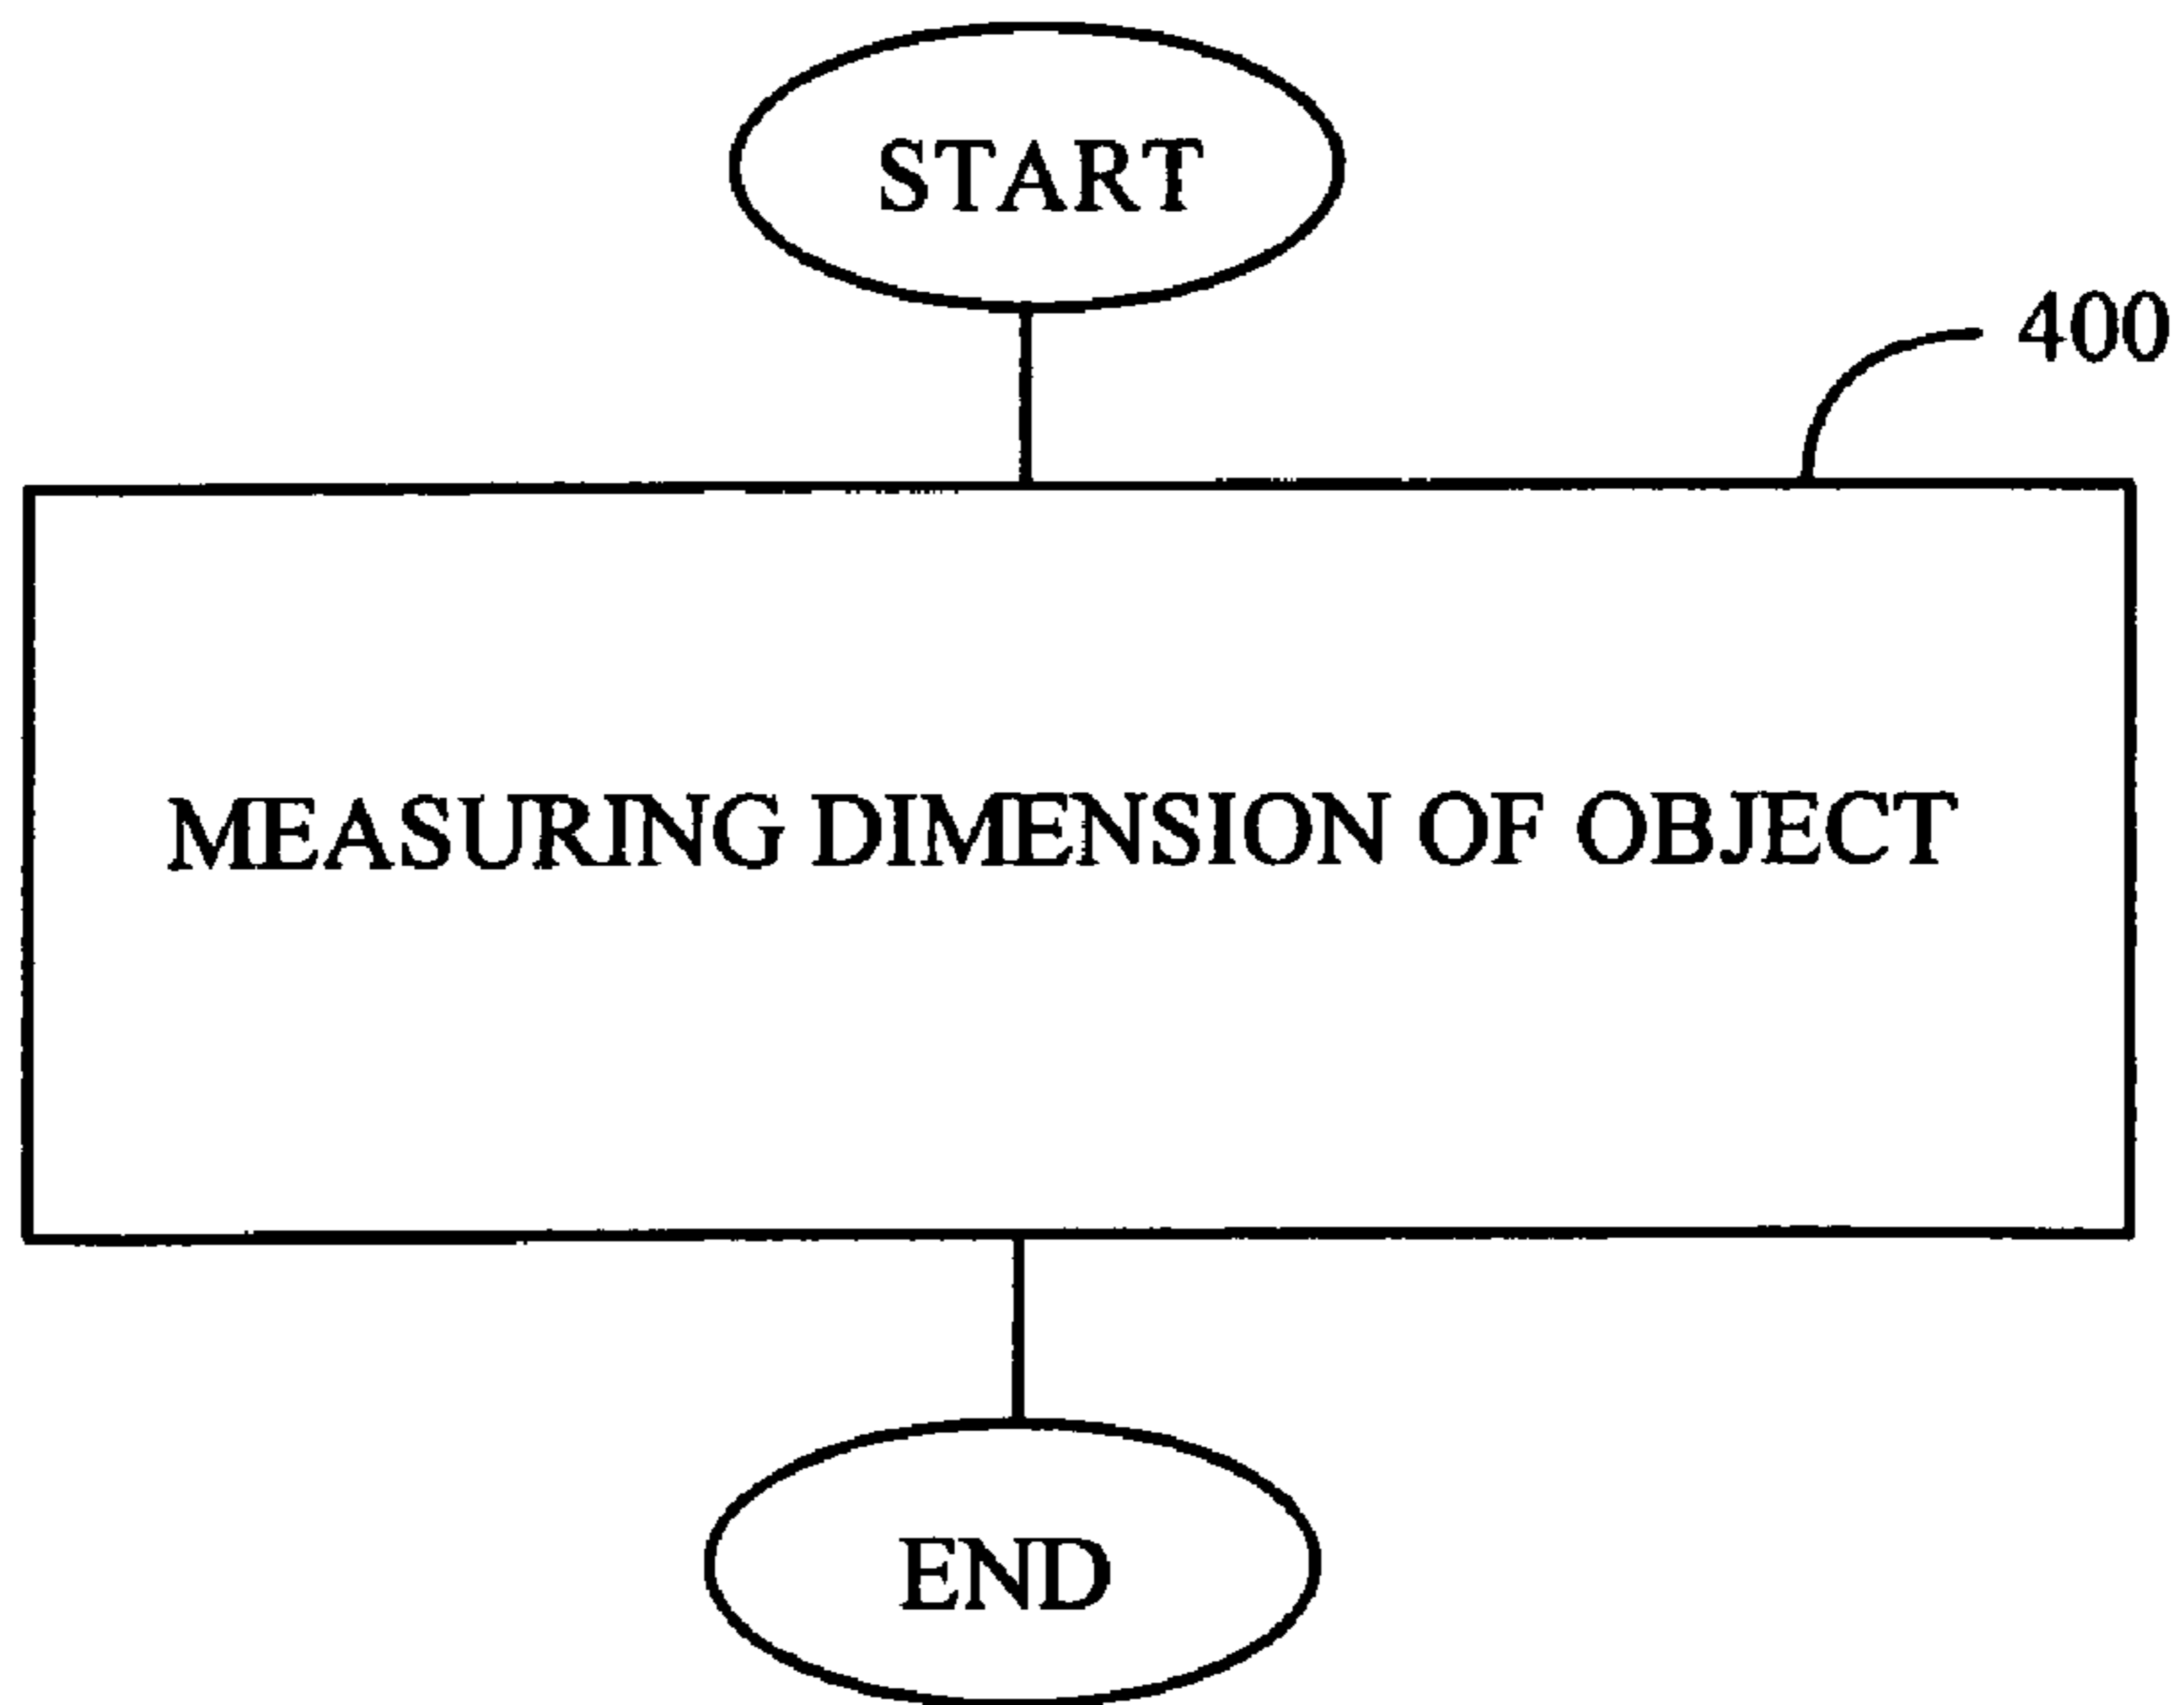 START
400
MEASURING DIMENSION OF OBJECT
END